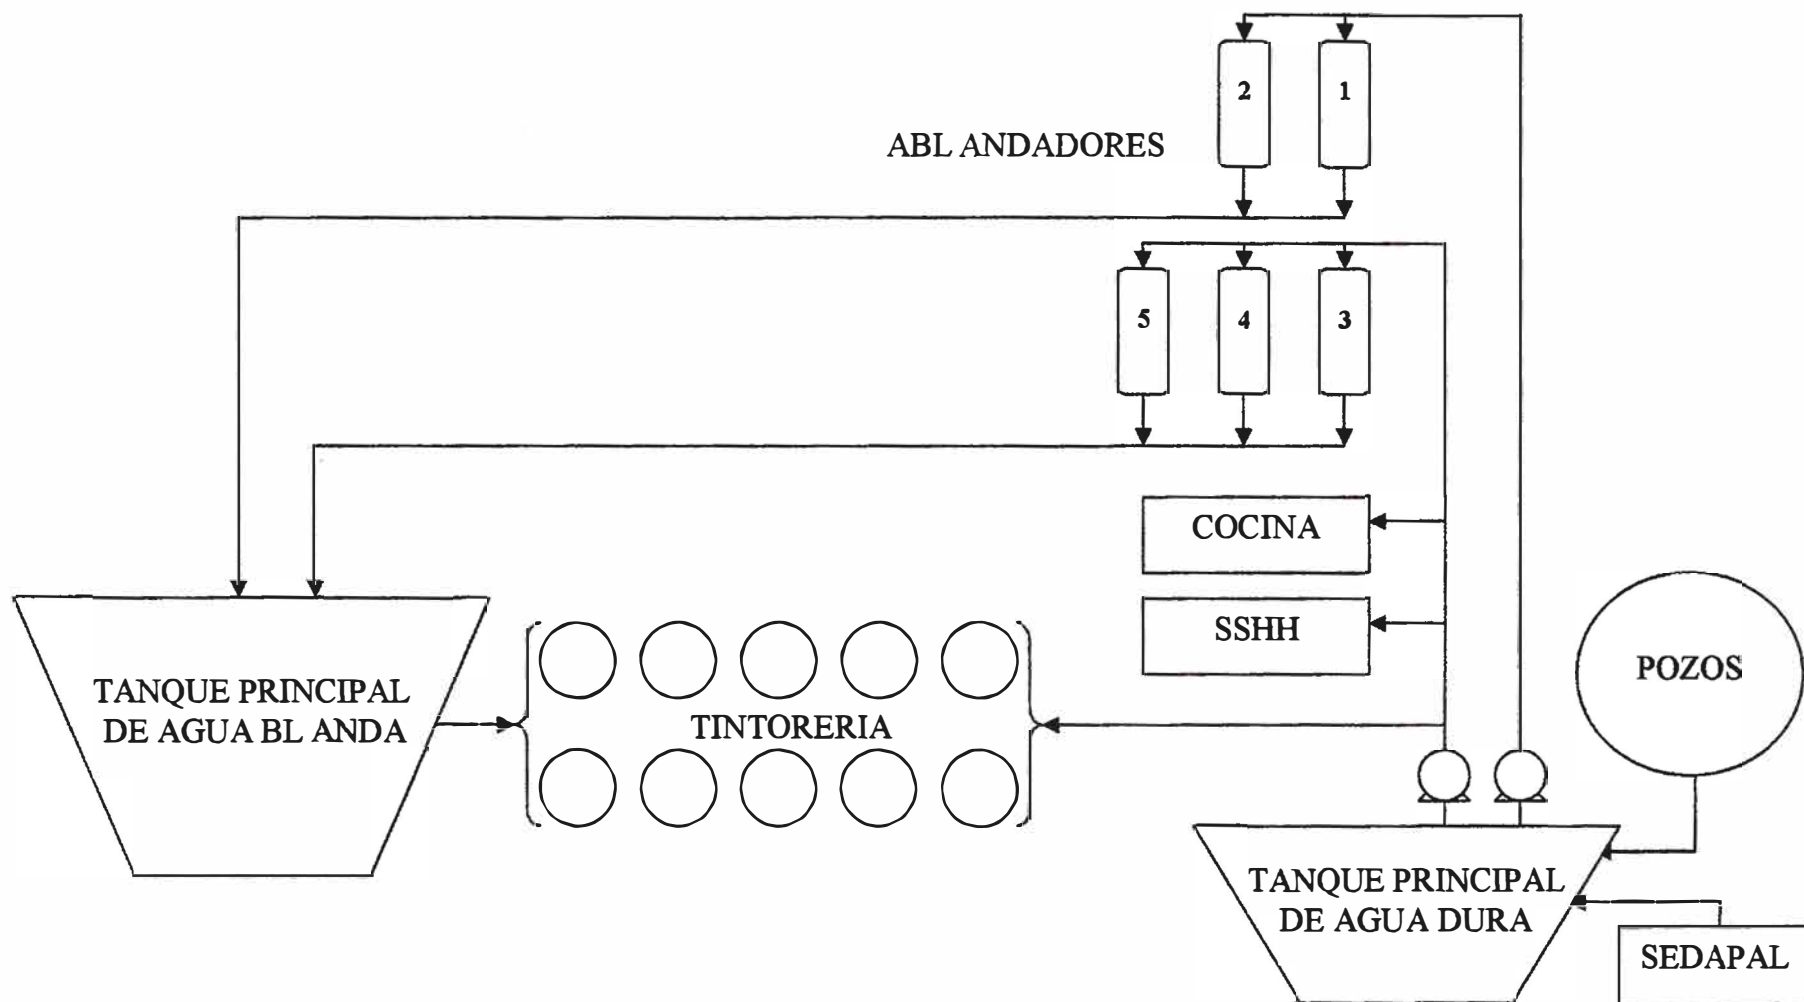 2 1
ABL ANDADORES
5 4 3
COCINA
SSHH
POZOS
TANQUE PRINCIPAL
DE AGUA BL ANDA
TINTORERIA
TANQUE PRINCIPAL
DE AGUA DURA
SEDAPAL